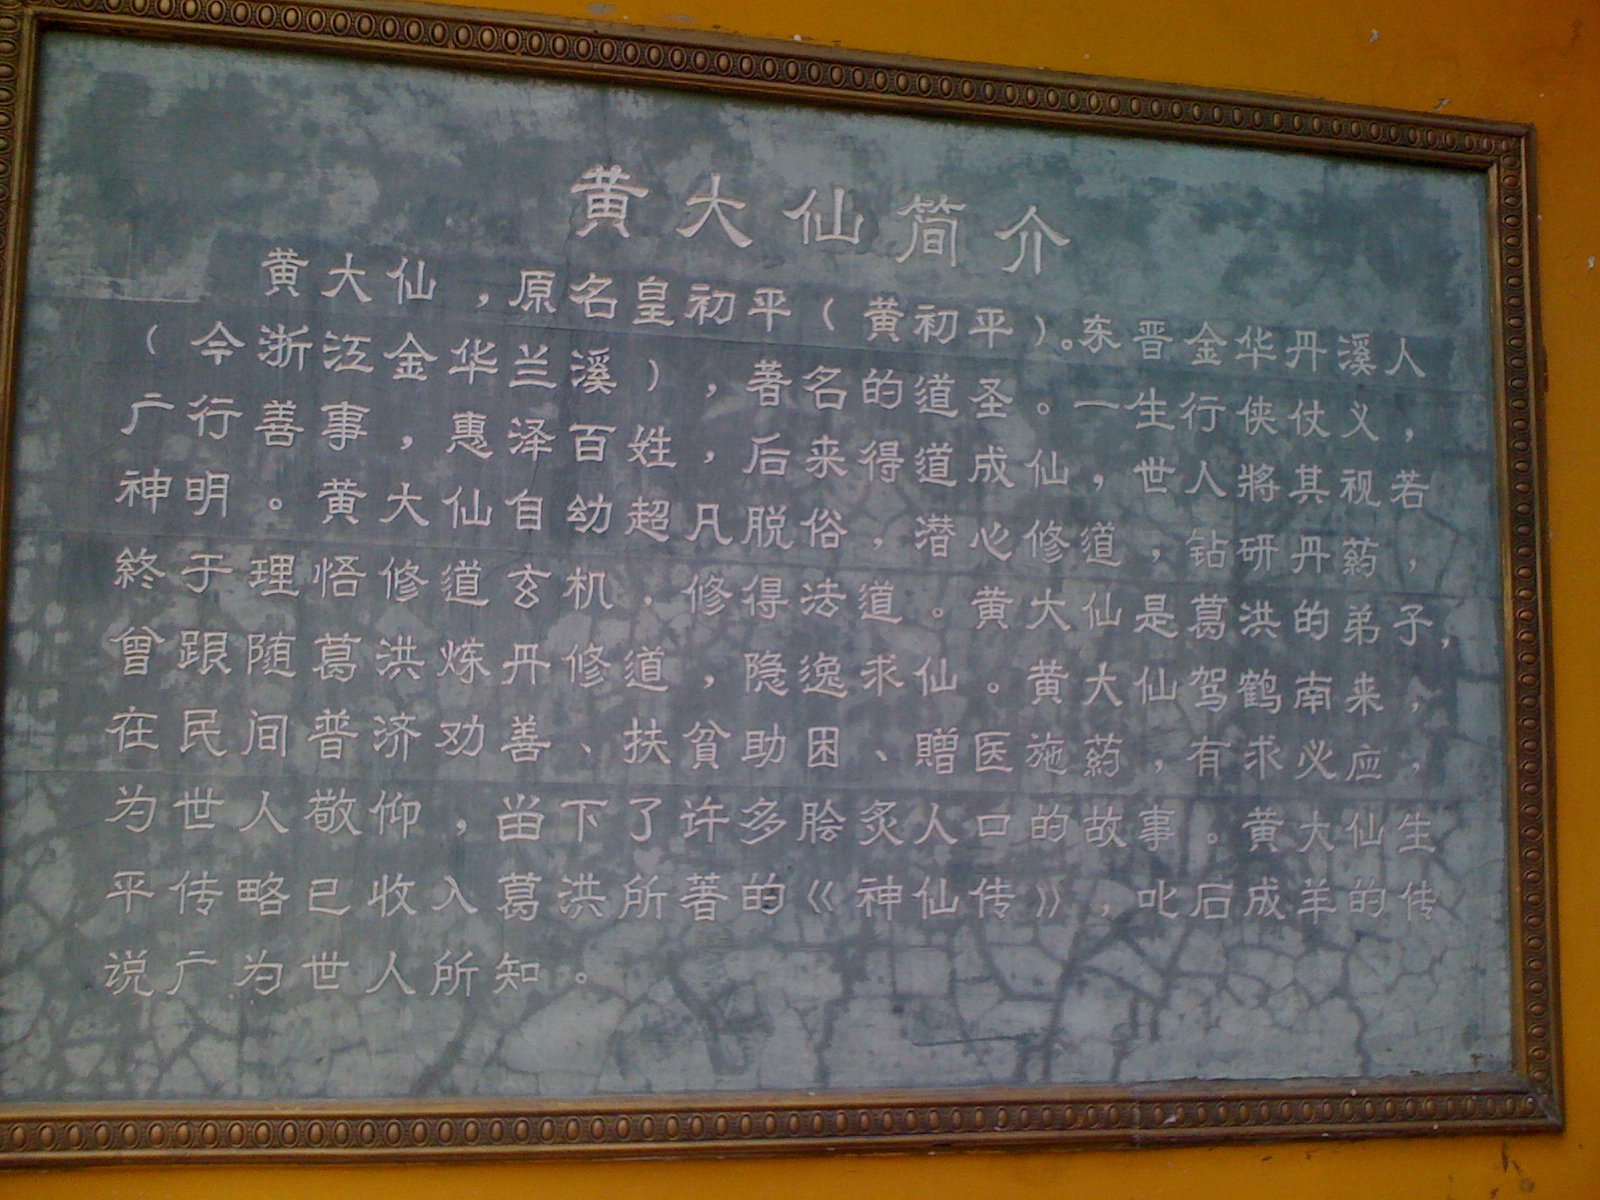 黄大仙简介
黄大仙，原名皇初平（黄初平）。东晋金华丹溪人
（今浙江金华兰溪），著名的道圣。一生行侠仗义，
广行善事，惠泽百姓，后来得道成仙，世人將其视若
神明。黄大仙自幼超凡脱俗，潜心修道，钻研丹药，
終于理悟修道玄机，修得法道。黄大仙是葛洪的弟子，
曾跟随葛洪炼丹修道，隐逸求仙。黄大仙驾鹤南来，
在民间普济劝善、扶貧助困、贈医施药，有求必应，
为世人敬仰，留下了许多脍炙人口的故事。黄大仙生
平传略已收入葛洪所著的《神仙传》，叱石成羊的传
说广为世人所知。